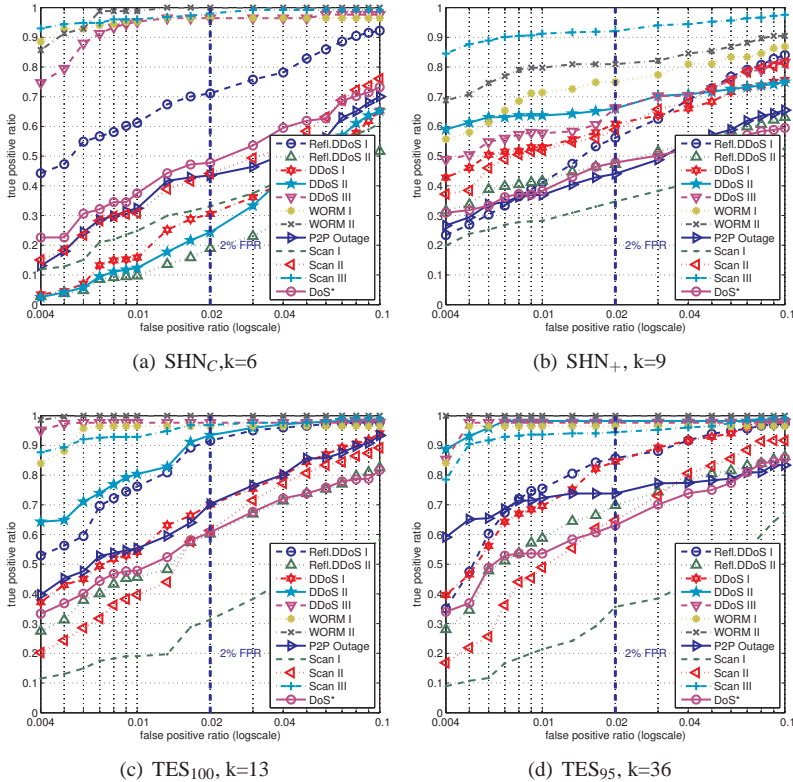 1
0.9
0.8
0.7
0.6
0.5
0.4
0.3
0.2
0.1
0
true positive ratio
2% FPR
Refl.DDoS I
Refl.DDoS II
DDoS I
DDoS II
DDoS III
WORM I
WORM II
P2P Outage
Scan I
Scan II
Scan III
DoS*
0.004 0.01 0.02 0.04 0.1
false positive ratio (logscale)
(a) SHN_C,k=6
1
0.9
0.8
0.7
0.6
0.5
0.4
0.3
0.2
0.1
0
true positive ratio
2% FPR
Refl.DDoS I
Refl.DDoS II
DDoS I
DDoS II
DDoS III
WORM I
WORM II
P2P Outage
Scan I
Scan II
Scan III
DoS*
0.004 0.01 0.02 0.04 0.1
false positive ratio (logscale)
(b) SHN+, k=9
1
0.9
0.8
0.7
0.6
0.5
0.4
0.3
0.2
0.1
0
true positive ratio
2% FPR
Refl.DDoS I
Refl.DDoS II
DDoS I
DDoS II
DDoS III
WORM I
WORM II
P2P Outage
Scan I
Scan II
Scan III
DoS*
0.004 0.01 0.02 0.04 0.1
false positive ratio (logscale)
(c) TES100, k=13
1
0.9
0.8
0.7
0.6
0.5
0.4
0.3
0.2
0.1
0
true positive ratio
2% FPR
Refl.DDoS I
Refl.DDoS II
DDoS I
DDoS II
DDoS III
WORM I
WORM II
P2P Outage
Scan I
Scan II
Scan III
DoS*
0.004 0.01 0.02 0.04 0.1
false positive ratio (logscale)
(d) TES95, k=36